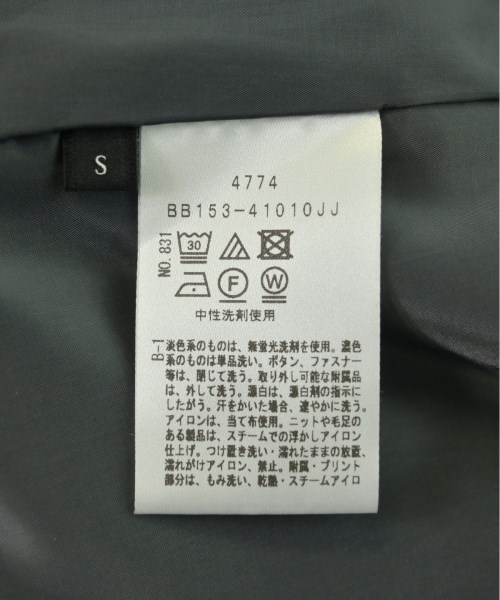 S
4774
BB153-41010JJ
NO.831
30
F
W
中性洗剤使用
B-1
淡色系のものは、無蛍光洗剤を使用。濃色
系のものは単品洗い。ボタン、ファスナー
等は、閉じて洗う。取り外し可能な附属品
は、外して洗う。漂白は、漂白剤の指示に
したがう。汗をかいた場合、速やかに洗う。
アイロンは、当て布使用。ニットや毛足の
ある製品は、スチームでの浮かしアイロン
仕上げ。つけ置き洗い・濡れたままの放置、
濡れがけアイロン、禁止。附属・プリント
部分は、もみ洗い、乾熱・スチームアイロ